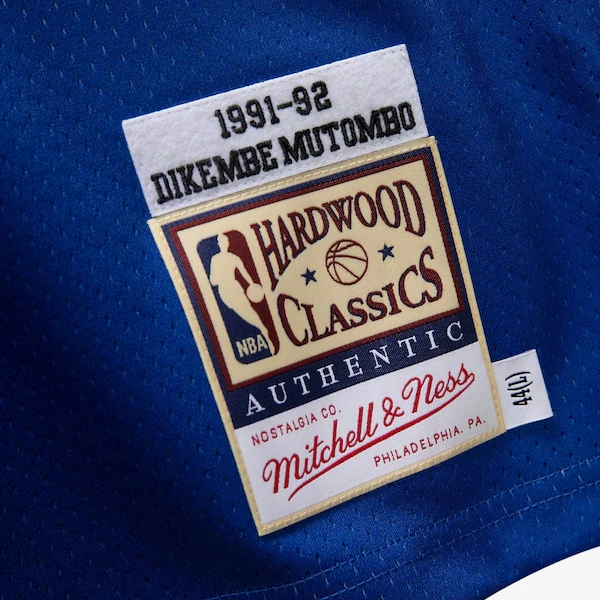 1991-92
DIKEMBE MUTOMBO
HARDWOOD
CLASSICS
NBA
AUTHENTIC
NOSTALGIA CO.
Mitchell & Ness
PHILADELPHIA, PA.
44(L)